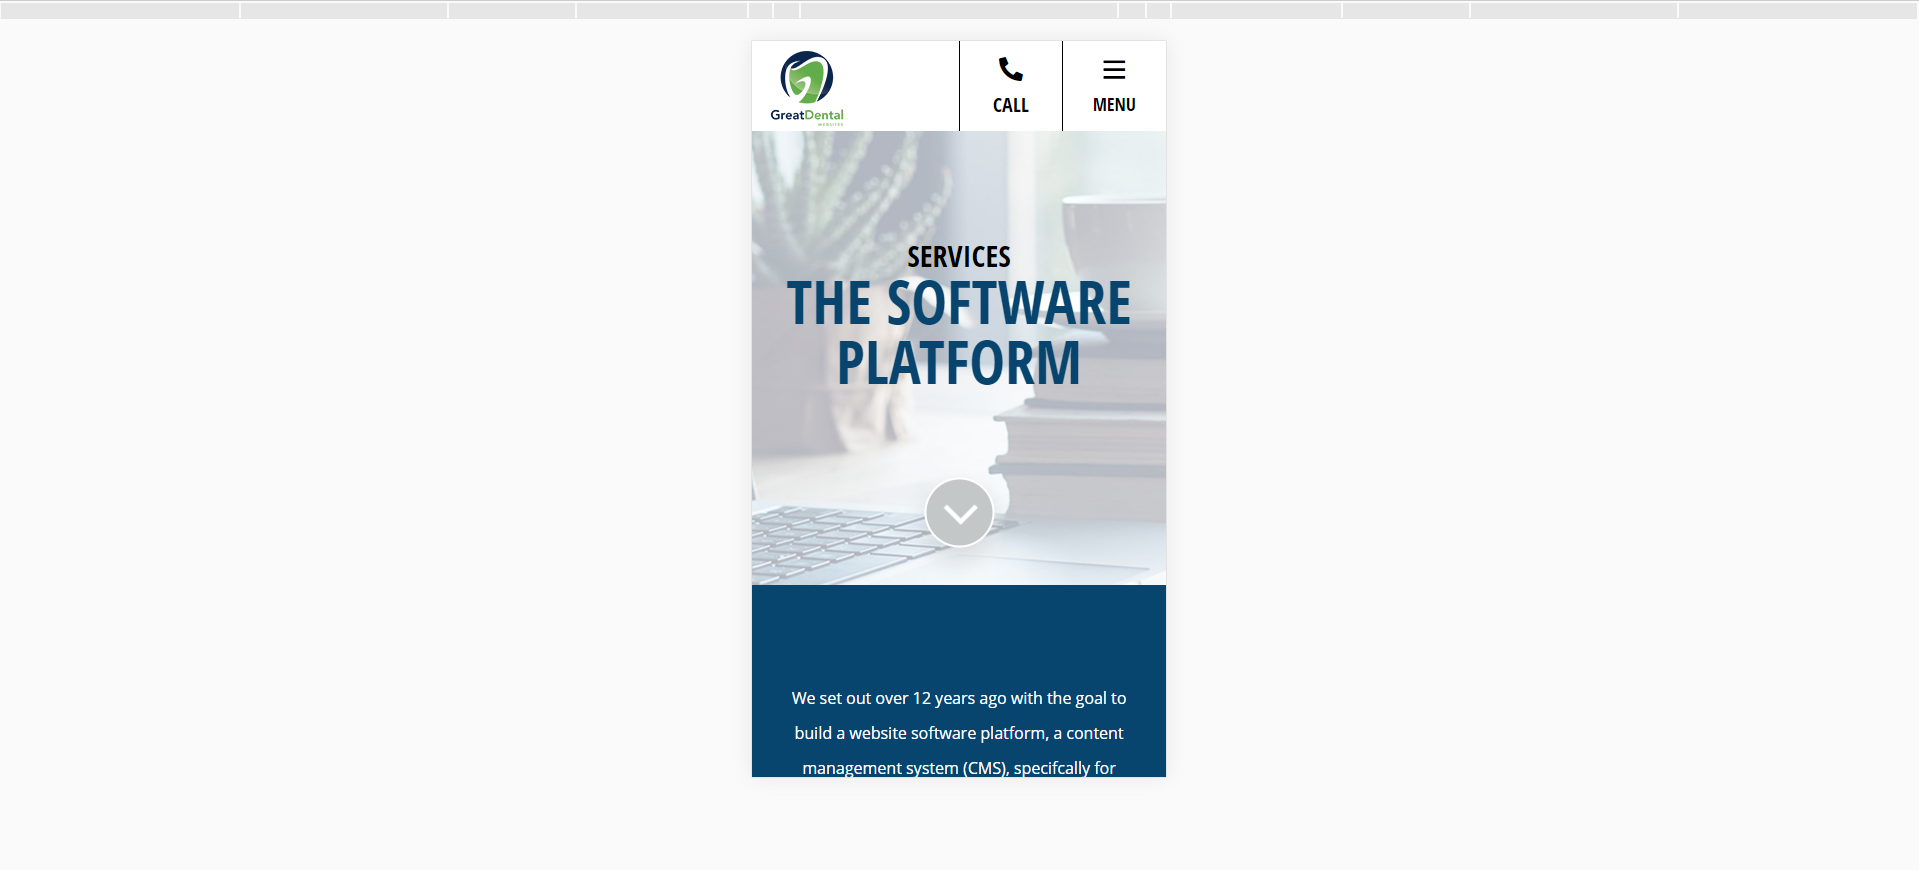 GreatDental
WEBSITES
CALL
MENU
SERVICES
THE SOFTWARE
PLATFORM
We set out over 12 years ago with the goal to
build a website software platform, a content
management system (CMS), specifcally for